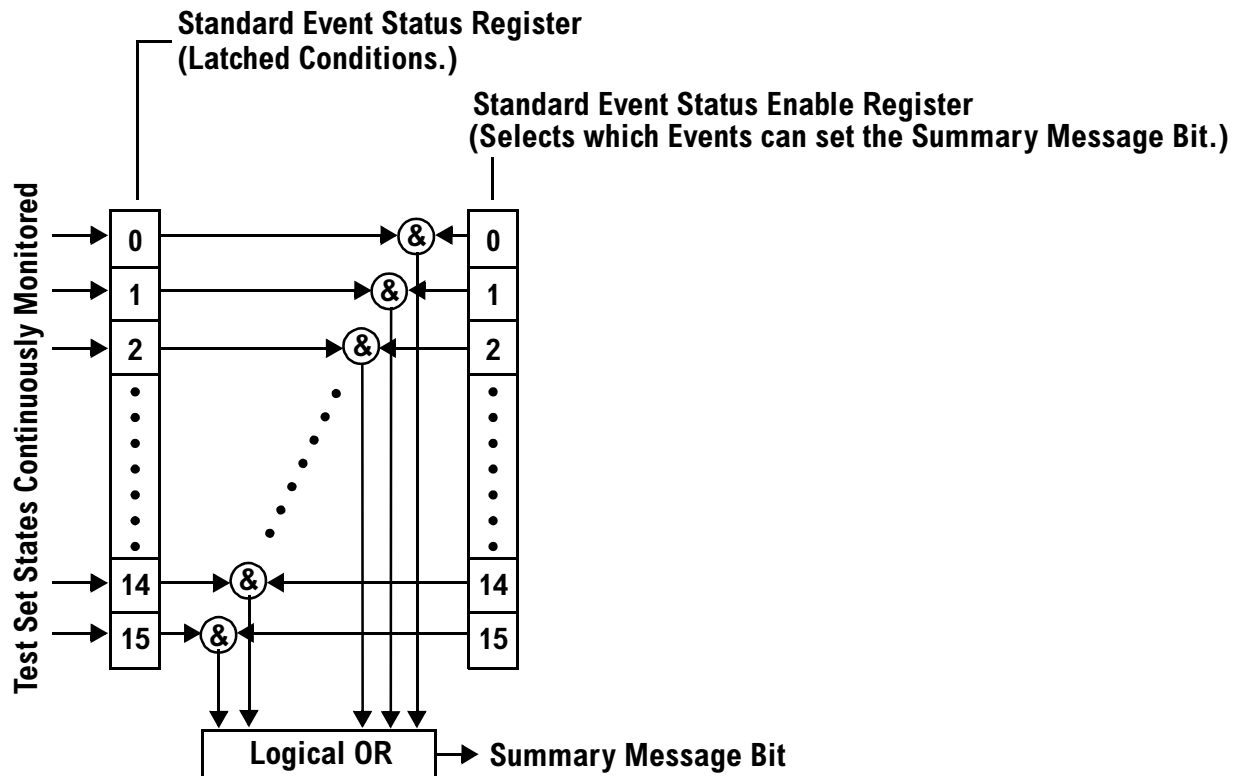 Standard Event Status Register
(Latched Conditions.)
Standard Event Status Enable Register
(Selects which Events can set the Summary Message Bit.)
Test Set States Continuously Monitored
0 & 0
1 & 1
2 & 2
14 & 14
15 & 15
Logical OR
Summary Message Bit